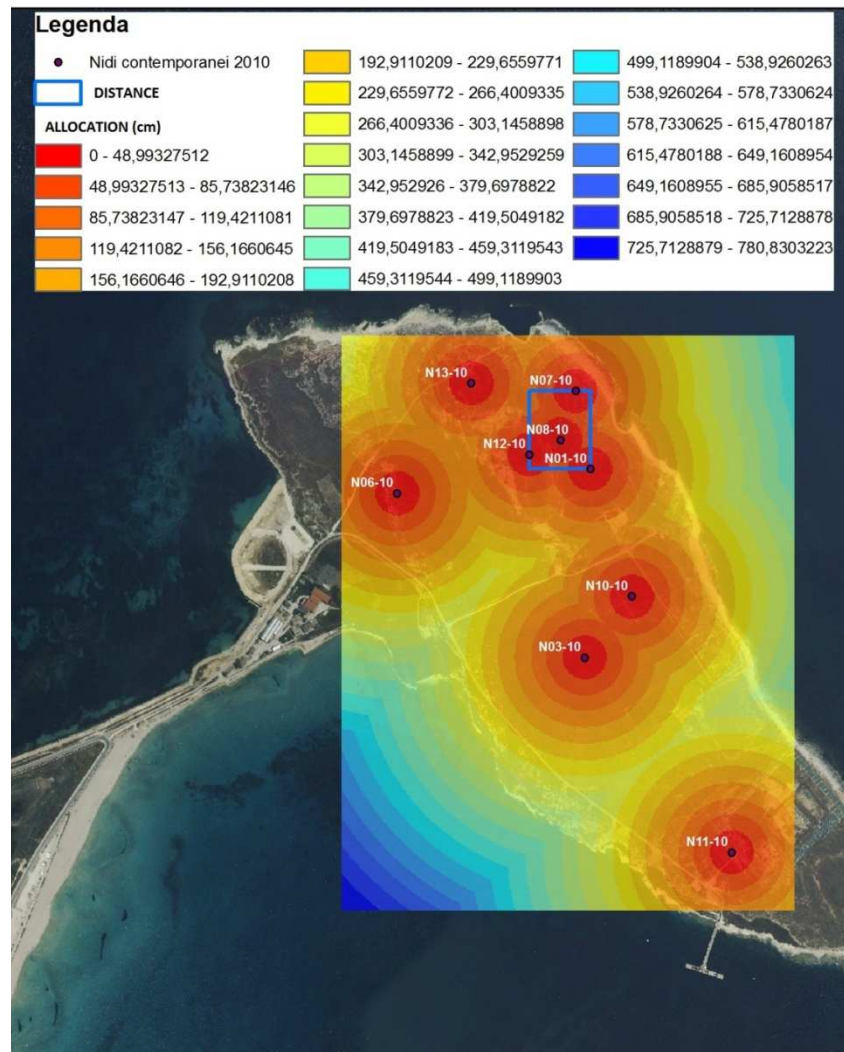 Legenda
Nidi contemporanei 2010
DISTANCE
ALLOCATION (cm)
0 - 48,99327512
48,99327513 - 85,73823146
85,73823147 - 119,4211081
119,4211082 - 156,1660645
156,1660646 - 192,9110208
192,9110209 - 229,6559771
229,6559772 - 266,4009335
266,4009336 - 303,1458898
303,1458899 - 342,9529259
342,952926 - 379,6978822
379,6978823 - 419,5049182
419,5049183 - 459,3119543
459,3119544 - 499,1189903
499,1189904 - 538,9260263
538,9260264 - 578,7330624
578,7330625 - 615,4780187
615,4780188 - 649,1608954
649,1608955 - 685,9058517
685,9058518 - 725,7128878
725,7128879 - 780,8303223
N13-10
N07-10
N08-10
N12-10
N01-10
N06-10
N10-10
N03-10
N11-10